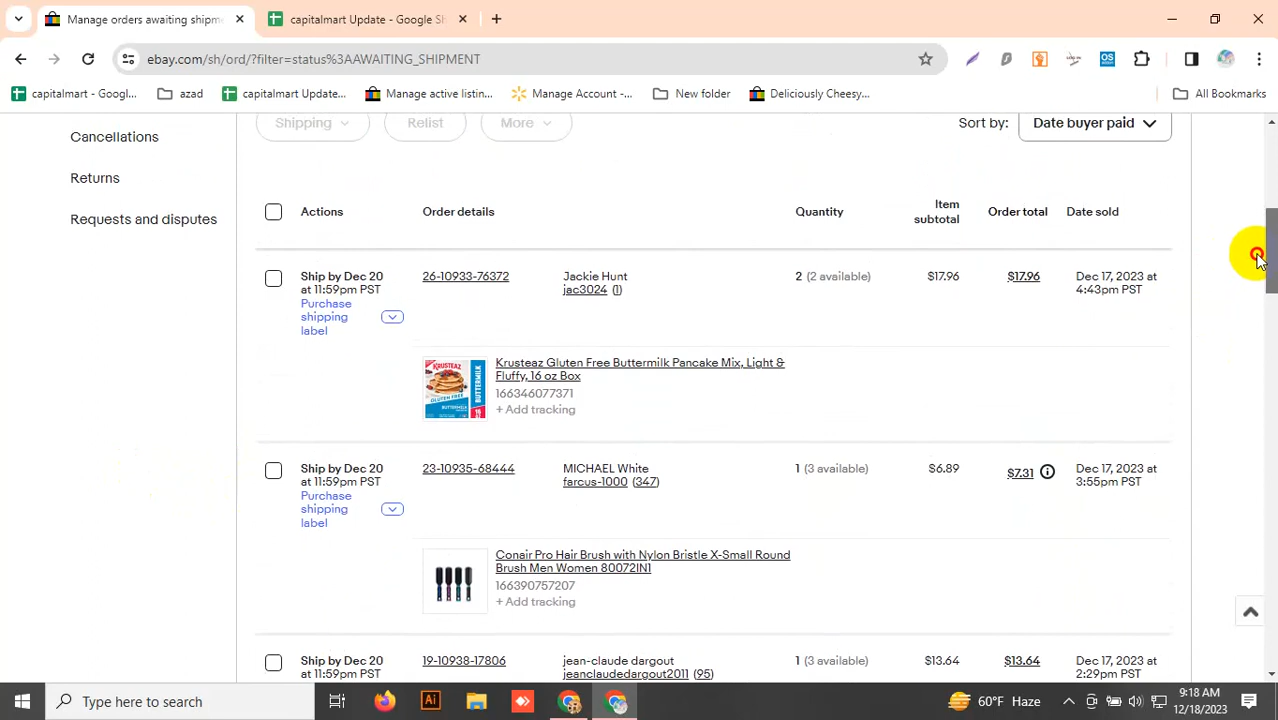 Manage orders awaiting shipme
capitalmart Update - Google Sh
ebay.com/sh/ord/?filter=status%3AAWAITING_SHIPMENT
capitalmart - Googl...
azad
capitalmart Update...
Manage active listin...
Manage Account -...
New folder
Deliciously Cheesy...
All Bookmarks
Cancellations
Returns
Requests and disputes
Shipping
Relist
More
Sort by:
Date buyer paid
Actions
Order details
Quantity
Item
subtotal
Order total
Date sold
Ship by Dec 20
at 11:59pm PST
Purchase
shipping
label
26-10933-76372
Jackie Hunt
jac3024 (1)
2 (2 available)
$17.96
$17.96
Dec 17, 2023 at
4:43pm PST
KRUSTEAZ
GLUTEN FREE
BUTTERMILK
Krusteaz Gluten Free Buttermilk Pancake Mix, Light &
Fluffy, 16 oz Box
166346077371
+ Add tracking
Ship by Dec 20
at 11:59pm PST
Purchase
shipping
label
23-10935-68444
MICHAEL White
farcus-1000 (347)
1 (3 available)
$6.89
$7.31
Dec 17, 2023 at
3:55pm PST
Conair Pro Hair Brush with Nylon Bristle X-Small Round
Brush Men Women 80072IN1
166390757207
+ Add tracking
Ship by Dec 20
at 11:59pm PST
19-10938-17806
jean-claude dargout
jeanclaudedargout2011 (95)
1 (3 available)
$13.64
$13.64
Dec 17, 2023 at
2:29pm PST
Type here to search
Ai
60°F Haze
9:18 AM
12/18/2023